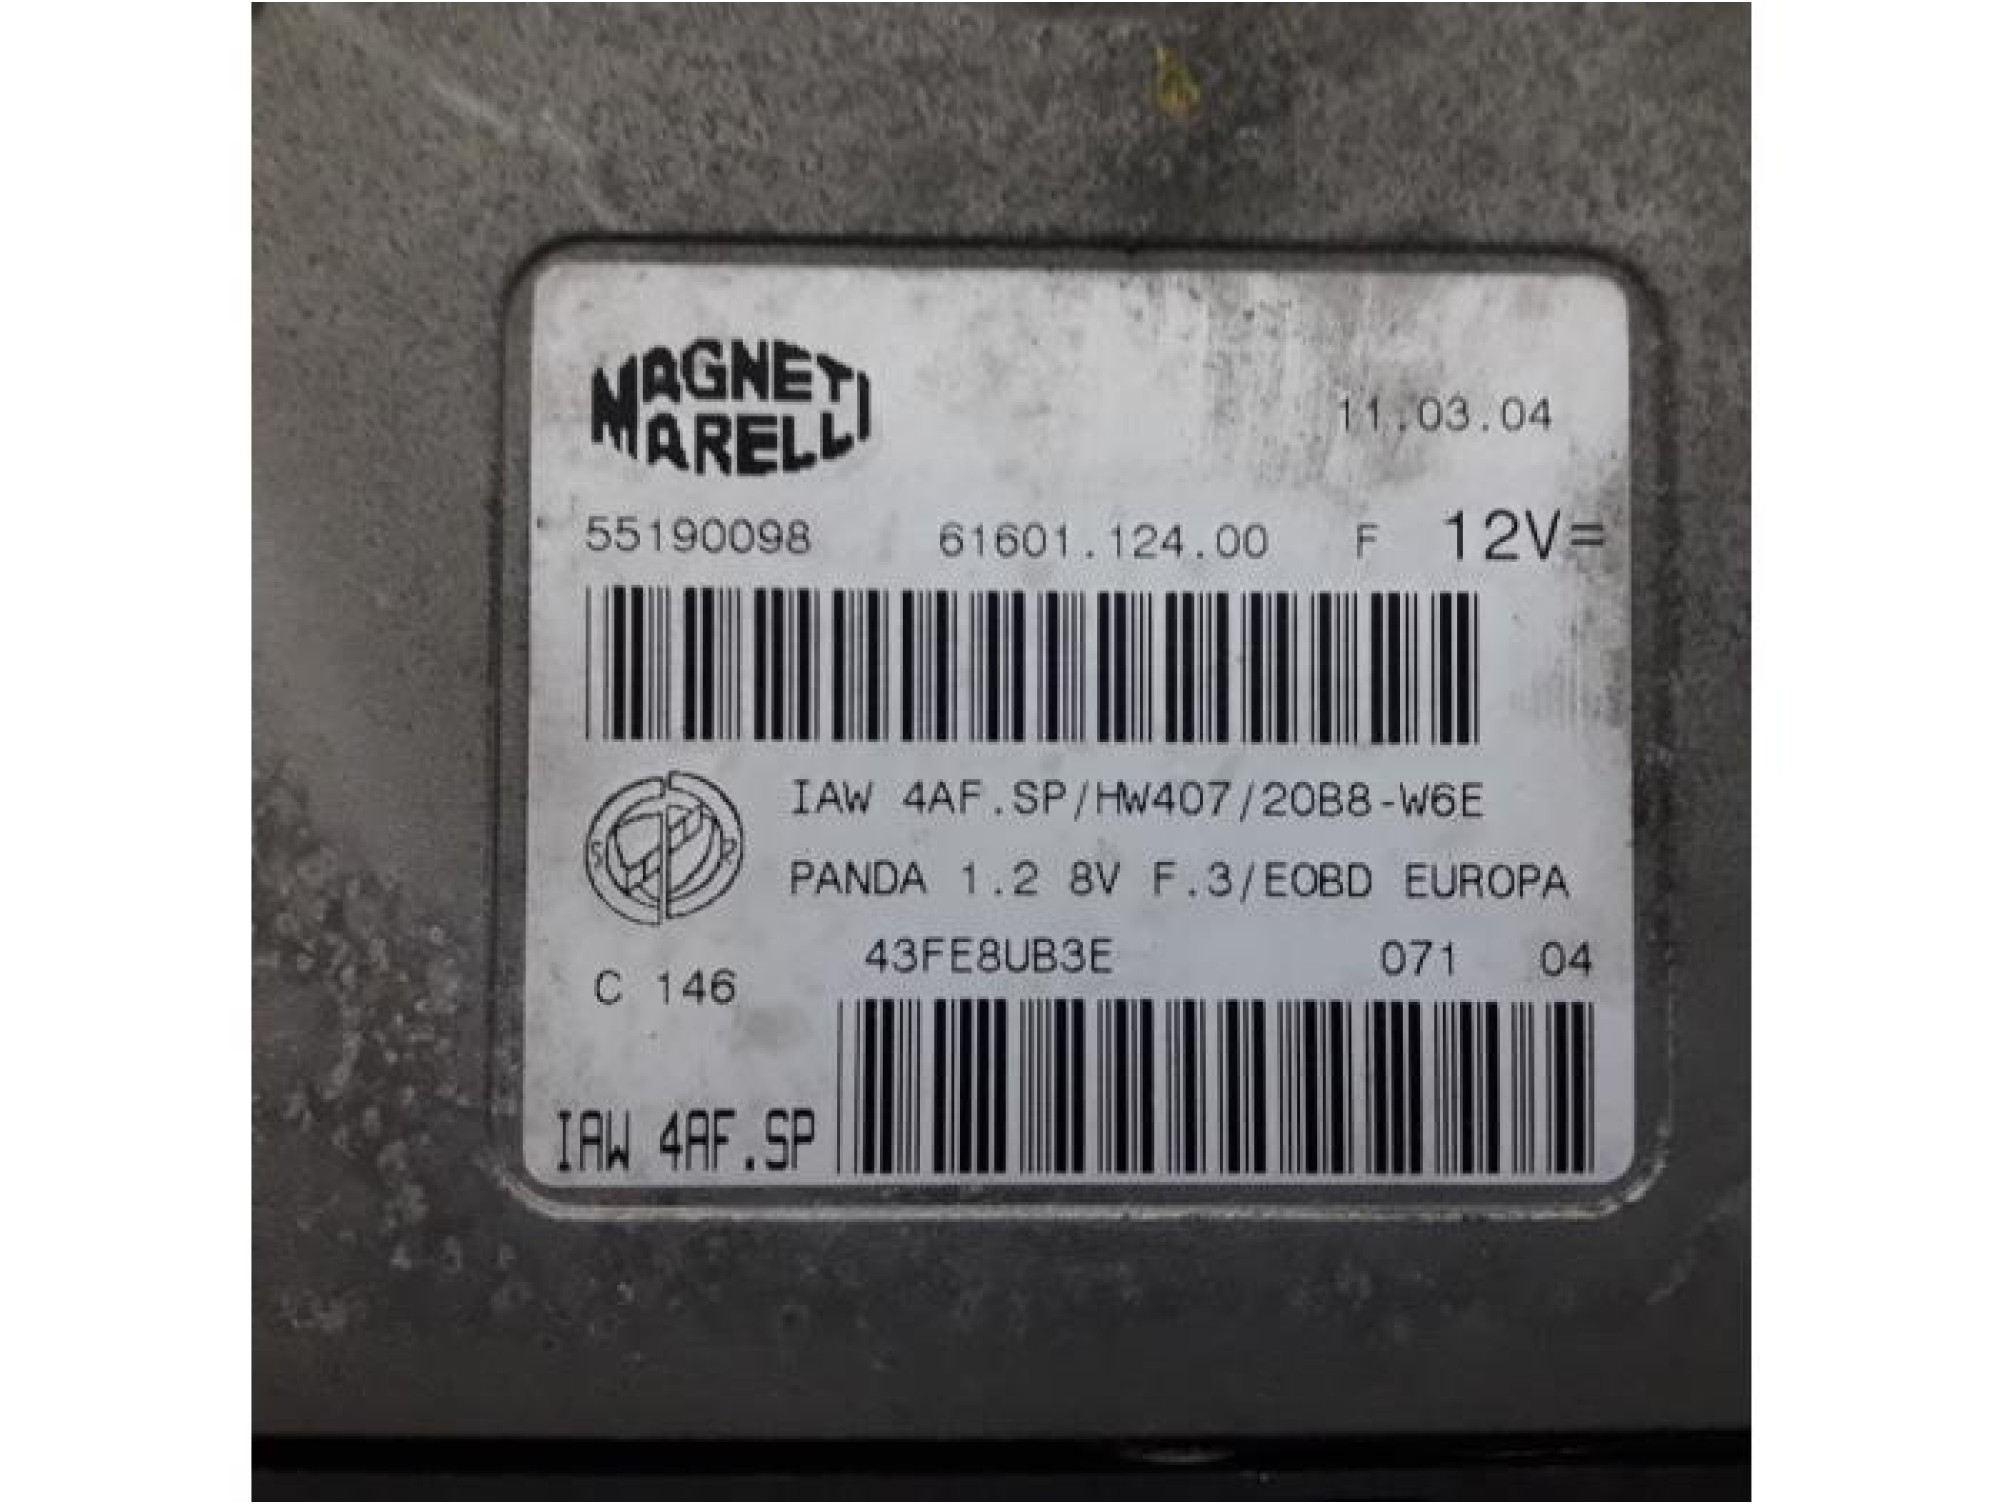 MAGNETI
MARELLI
11.03.04
55190098 61601.124.00 F 12V=
IAW 4AF.SP/HW407/20B8-W6E
PANDA 1.2 8V F.3/EOBD EUROPA
43FE8UB3E 071 04
C 146
IAW 4AF.SP